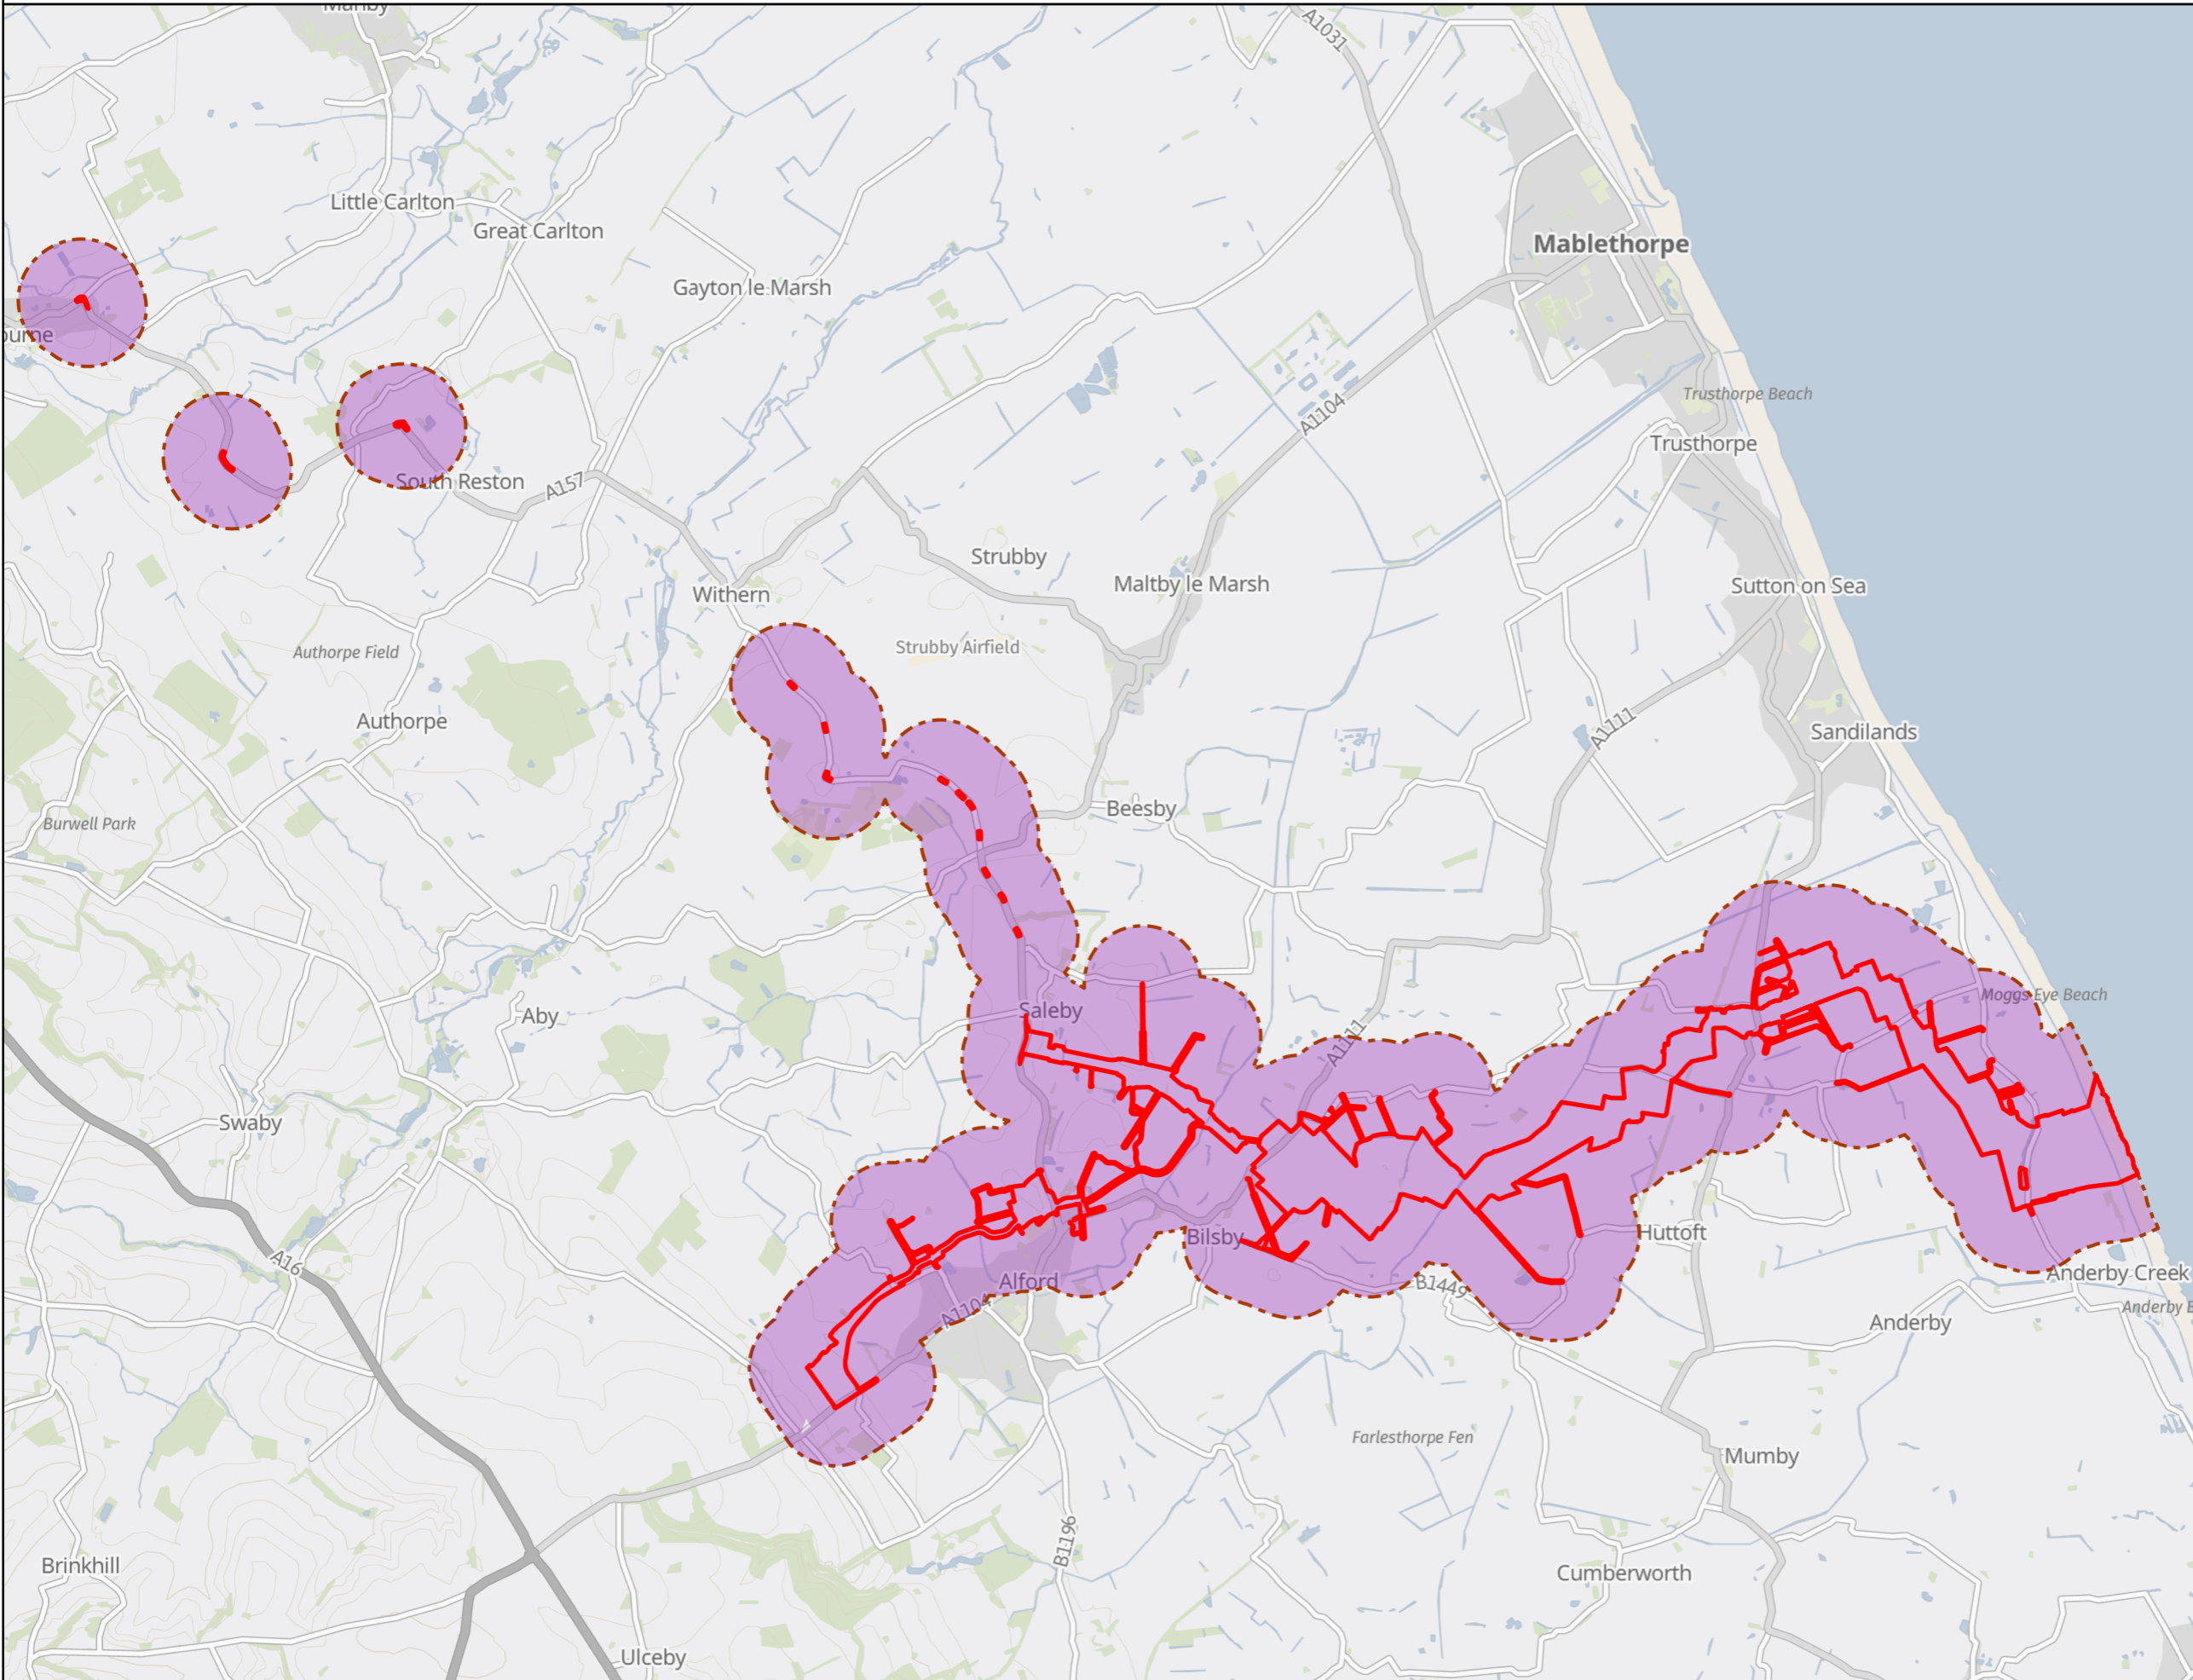 Manby
A1031
Little Carlton
Great Carlton
Mablethorpe
Gayton le Marsh
ourne
Trusthorpe Beach
A1104
Trusthorpe
South Reston
A157
Strubby
Maltby le Marsh
Sutton on Sea
Withern
Strubby Airfield
Authorpe Field
Authorpe
A1111
Sandilands
Beesby
Burwell Park
Moggs Eye Beach
Saleby
Aby
A1111
Swaby
Huttoft
Bilsby
A16
Anderby Creek
Alford
B1449
A1104
Anderby B
Anderby
Farlesthorpe Fen
Mumby
B1196
Brinkhill
Cumberworth
Ulceby